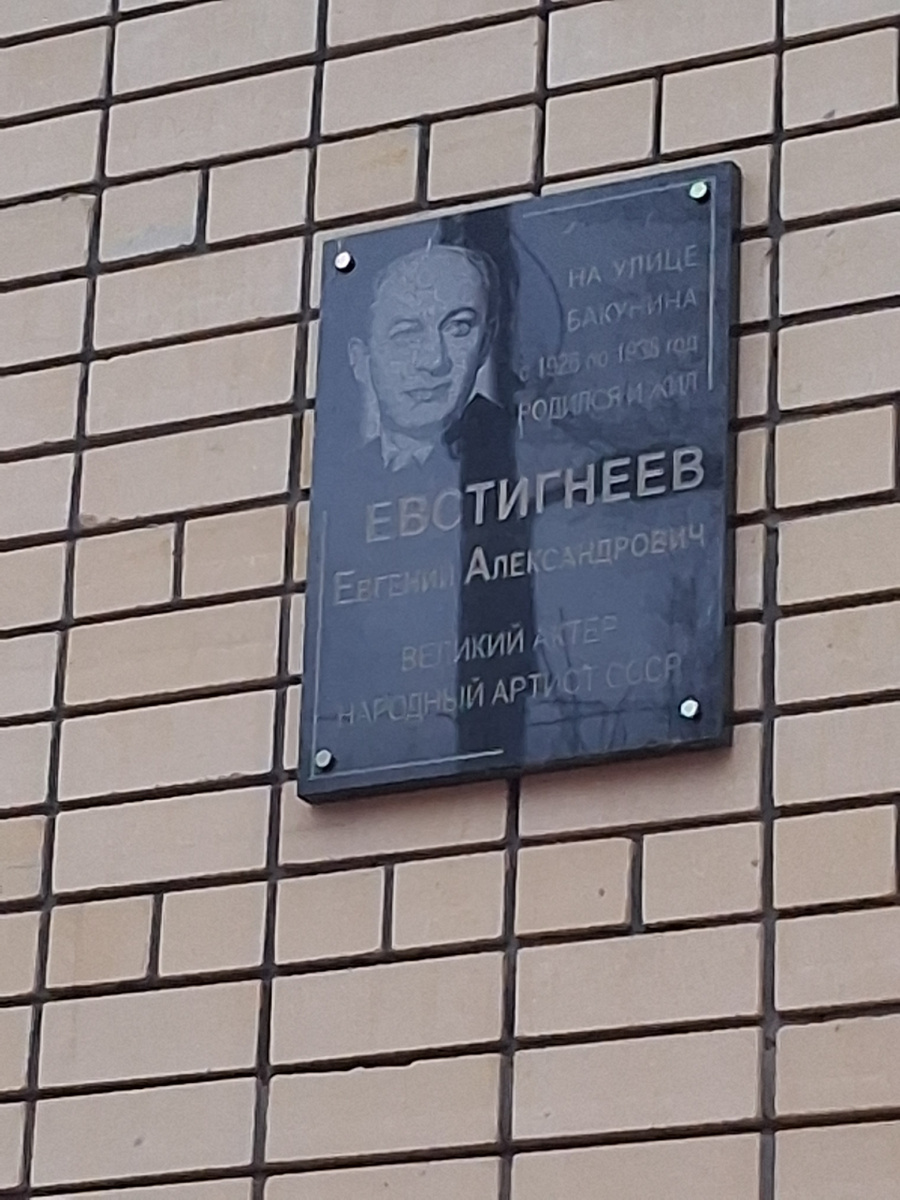 НА УЛИЦЕ
БАКУНИНА
с 1926 по 1938 год
РОДИЛСЯ И ЖИЛ
ЕВСТИГНЕЕВ
ЕВГЕНИЙ АЛЕКСАНДРОВИЧ
ВЕЛИКИЙ АКТЕР
НАРОДНЫЙ АРТИСТ СССР